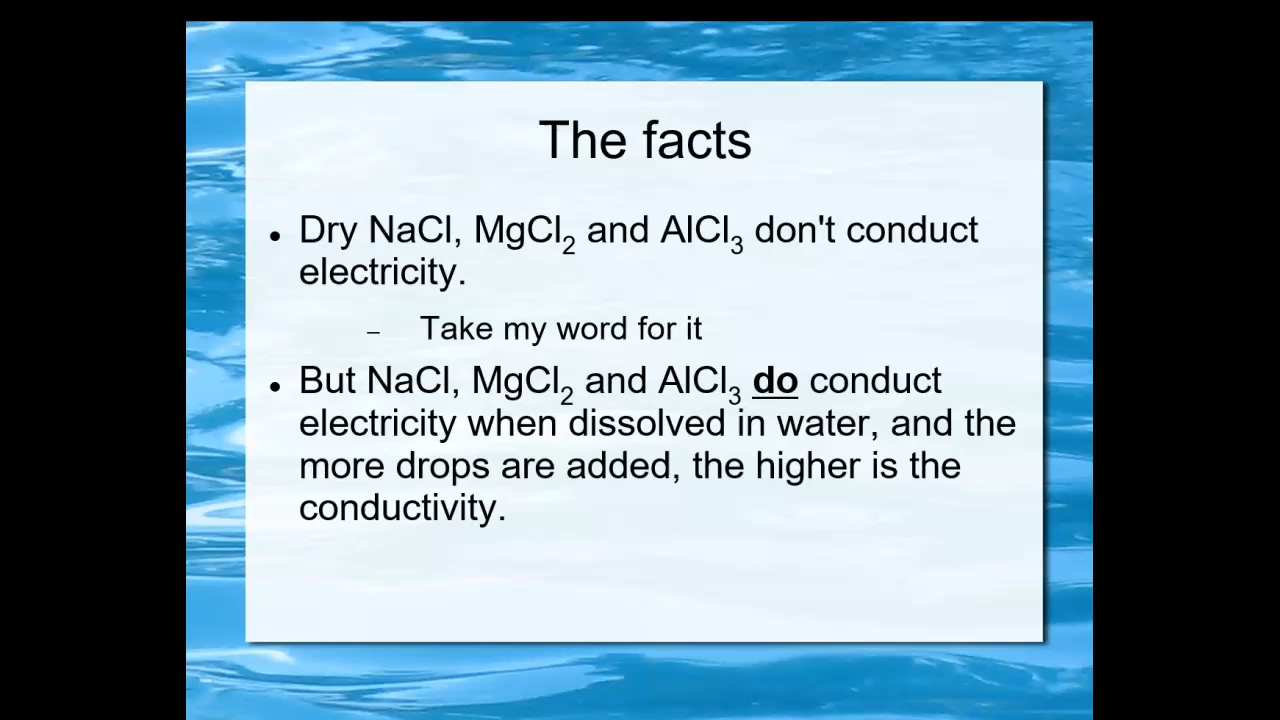 The facts
• Dry NaCl, MgCl₂ and AlCl₃ don't conduct
electricity.
– Take my word for it
• But NaCl, MgCl₂ and AlCl₃ do conduct
electricity when dissolved in water, and the
more drops are added, the higher is the
conductivity.